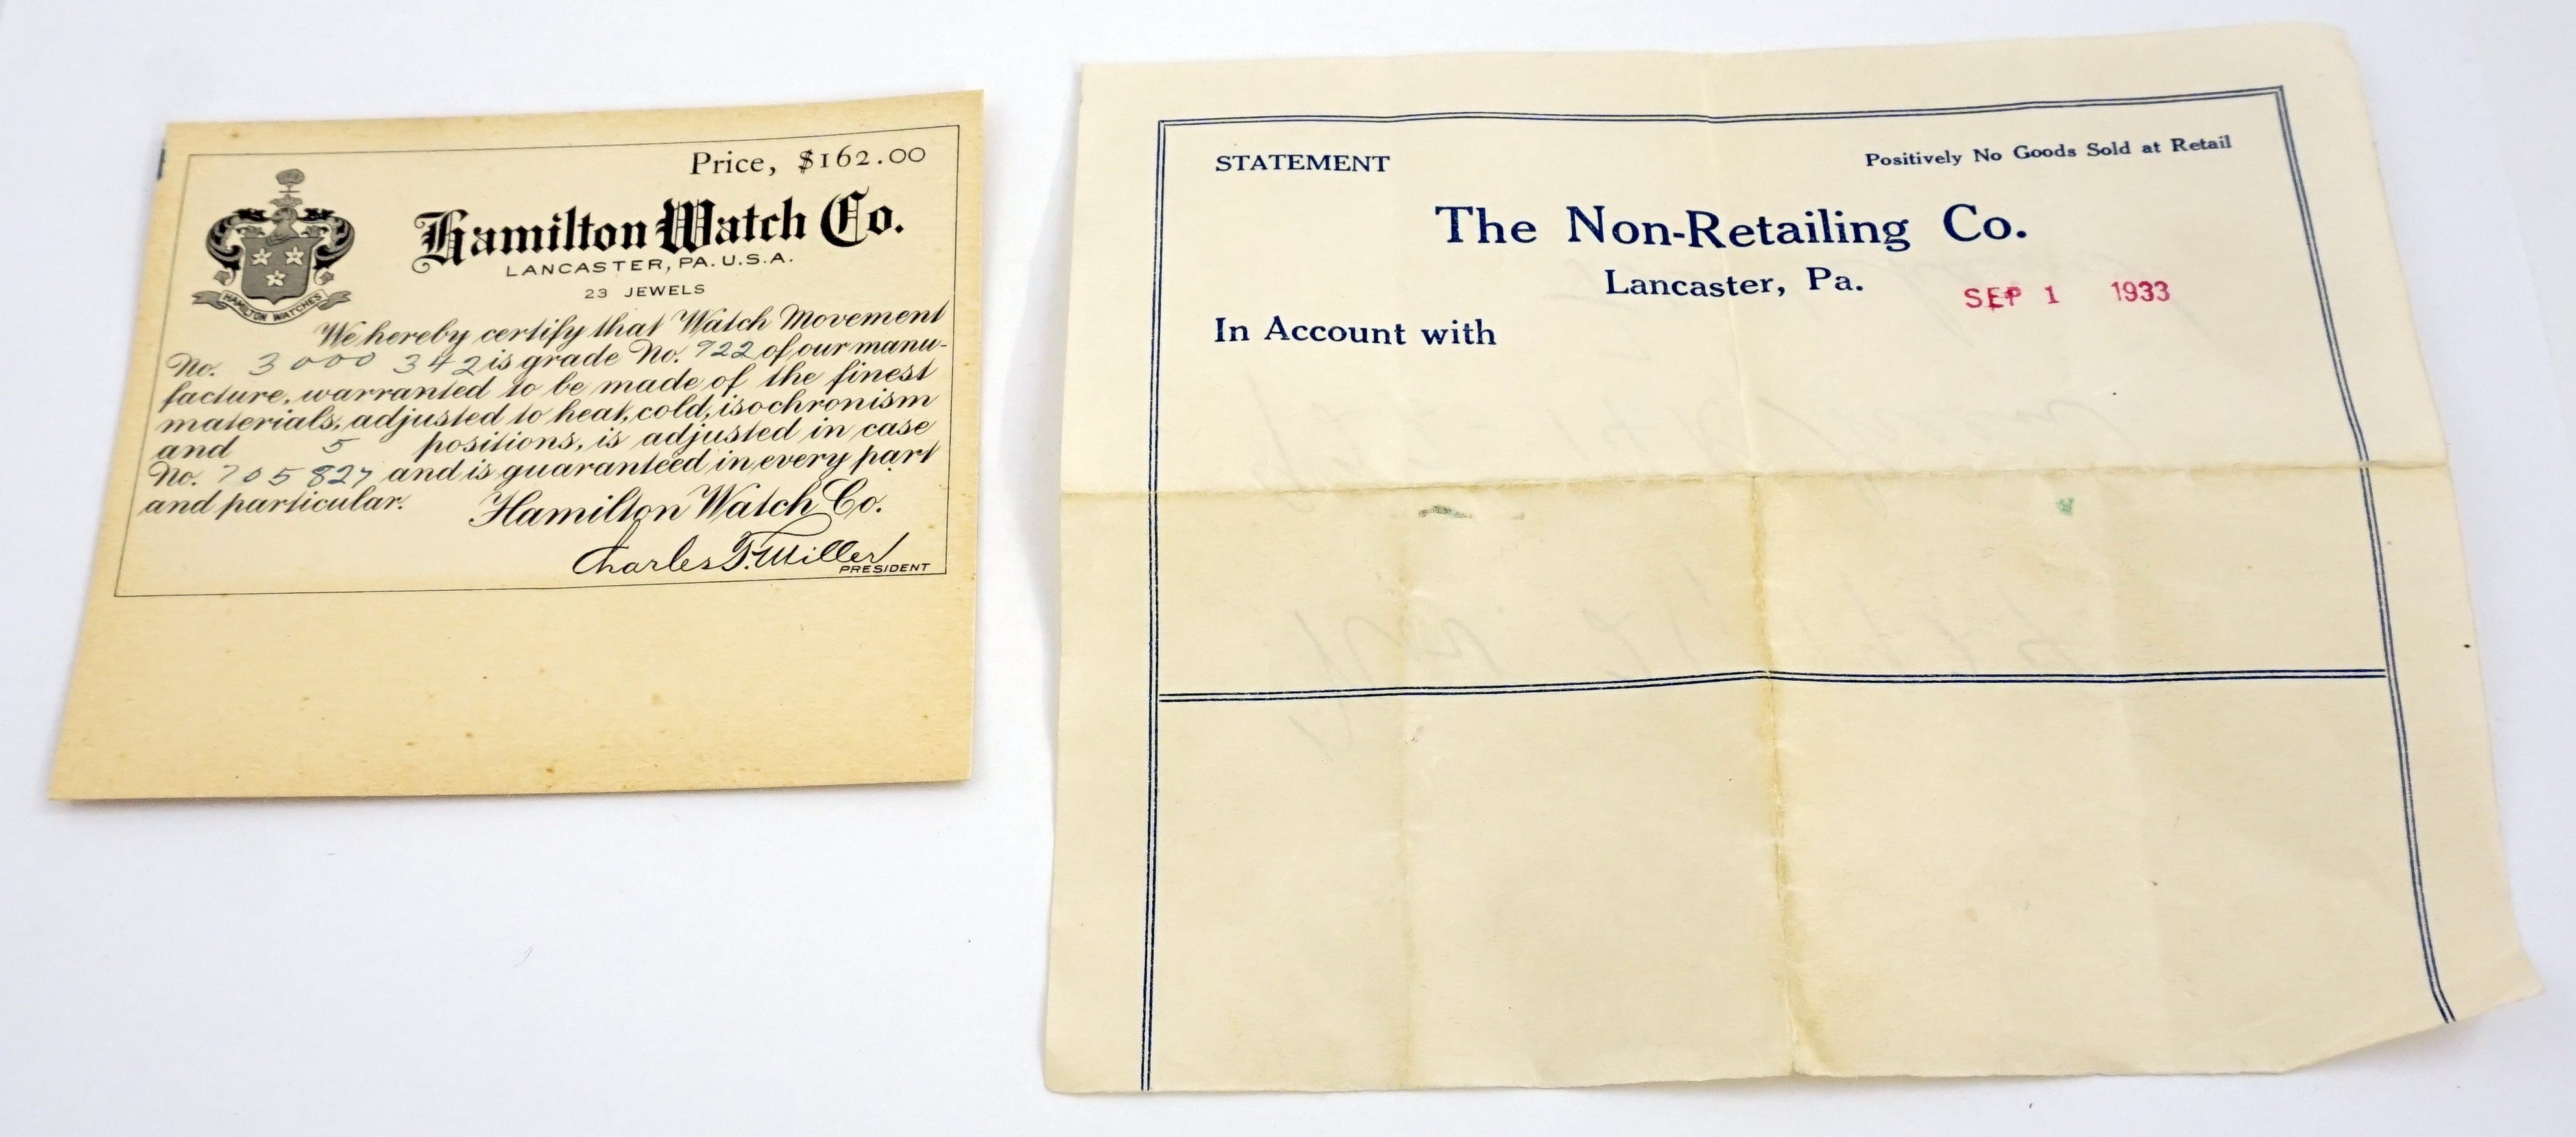 Price, $162.00
Hamilton Watch Co.
LANCASTER, PA. U.S.A.
23 JEWELS
HAMILTON WATCHES
We hereby certify that Watch Movement
No. 3000 342 is grade No. 922 of our manu-
facture, warranted to be made of the finest
materials, adjusted to heat, cold, isochronism
and 5 positions, is adjusted in case
No. 705827 and is guaranteed in every part
and particular.
Hamilton Watch Co.
Charles F. Miller
PRESIDENT
STATEMENT
Positively No Goods Sold at Retail
The Non-Retailing Co.
Lancaster, Pa.
SEP 1 1933
In Account with